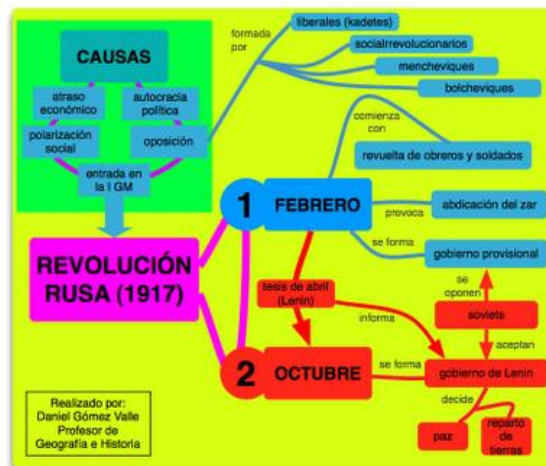 CAUSAS
atraso
económico
autocracia
política
polarización
social
oposición
entrada en
la I GM
formada
por
liberales (kadetes)
socialrrevolucionarios
mencheviques
bolcheviques
REVOLUCIÓN
RUSA (1917)
1
FEBRERO
comienza
con
revuelta de obreros y soldados
provoca
abdicación del zar
se forma
gobierno provisional
tesis de abril
(Lenin)
informa
se
oponen
soviets
aceptan
2
OCTUBRE
se forma
gobierno de Lenin
decide
paz
reparto
de tierras
Realizado por:
Daniel Gómez Valle
Profesor de
Geografía e Historia